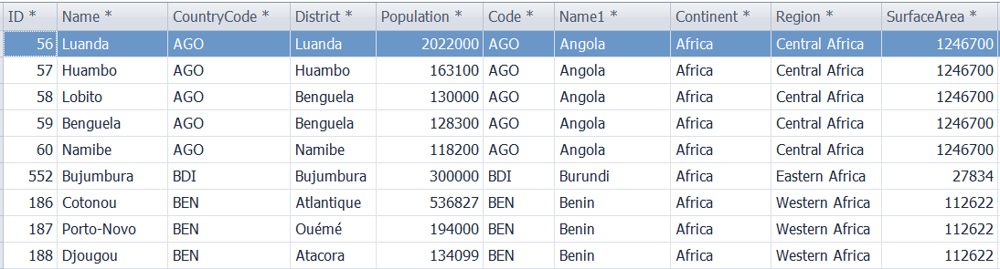 ID * Name * CountryCode * District * Population * Code * Name1 * Continent * Region * SurfaceArea *
56 Luanda AGO Luanda 2022000 AGO Angola Africa Central Africa 1246700
57 Huambo AGO Huambo 163100 AGO Angola Africa Central Africa 1246700
58 Lobito AGO Benguela 130000 AGO Angola Africa Central Africa 1246700
59 Benguela AGO Benguela 128300 AGO Angola Africa Central Africa 1246700
60 Namibe AGO Namibe 118200 AGO Angola Africa Central Africa 1246700
552 Bujumbura BDI Bujumbura 300000 BDI Burundi Africa Eastern Africa 27834
186 Cotonou BEN Atlantique 536827 BEN Benin Africa Western Africa 112622
187 Porto-Novo BEN Ouémé 194000 BEN Benin Africa Western Africa 112622
188 Djougou BEN Atacora 134099 BEN Benin Africa Western Africa 112622